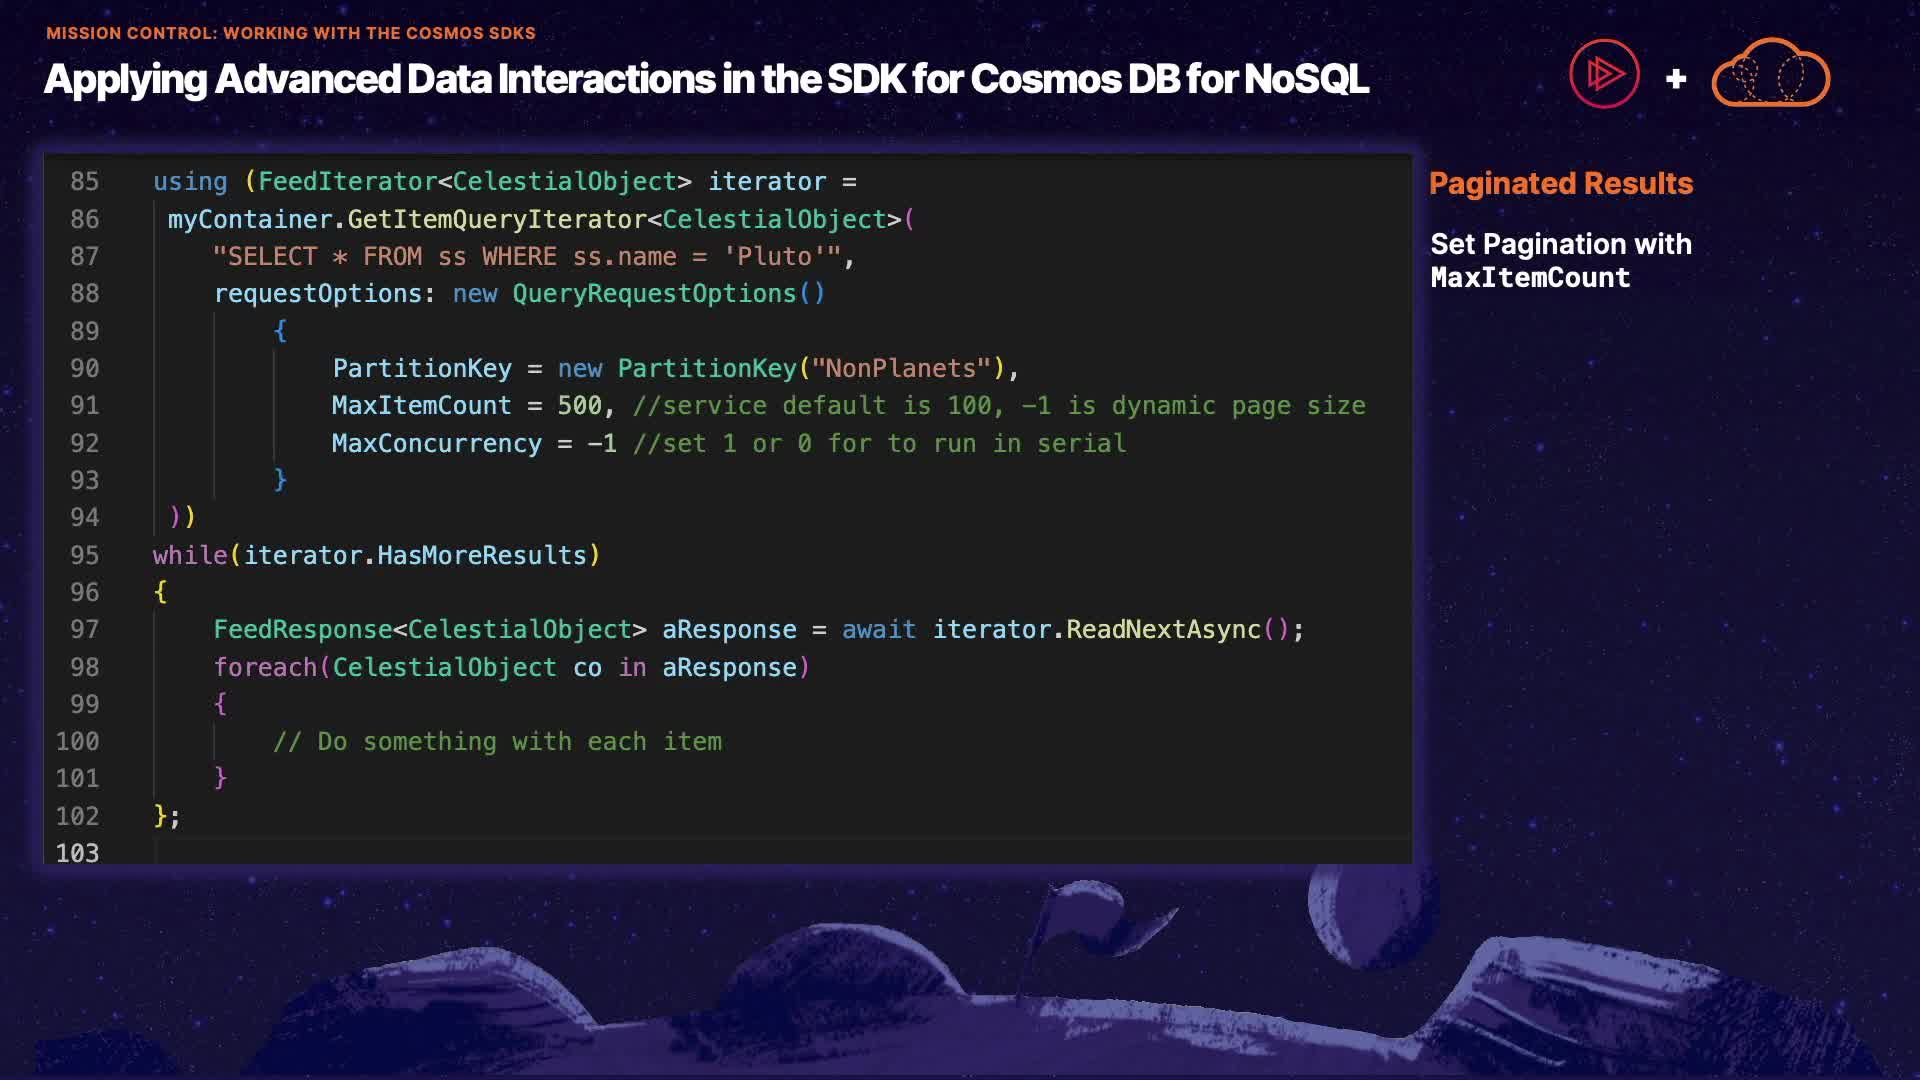 MISSION CONTROL: WORKING WITH THE COSMOS SDKS
Applying Advanced Data Interactions in the SDK for Cosmos DB for NoSQL
+
85 using (FeedIterator<CelestialObject> iterator =
86 myContainer.GetItemQueryIterator<CelestialObject>(
87 "SELECT * FROM ss WHERE ss.name = 'Pluto'",
88 requestOptions: new QueryRequestOptions()
89 {
90 PartitionKey = new PartitionKey("NonPlanets"),
91 MaxItemCount = 500, //service default is 100, -1 is dynamic page size
92 MaxConcurrency = -1 //set 1 or 0 for to run in serial
93 }
94 ))
95 while(iterator.HasMoreResults)
96 {
97 FeedResponse<CelestialObject> aResponse = await iterator.ReadNextAsync();
98 foreach(CelestialObject co in aResponse)
99 {
100 // Do something with each item
101 }
102 };
103
Paginated Results
Set Pagination with
MaxItemCount